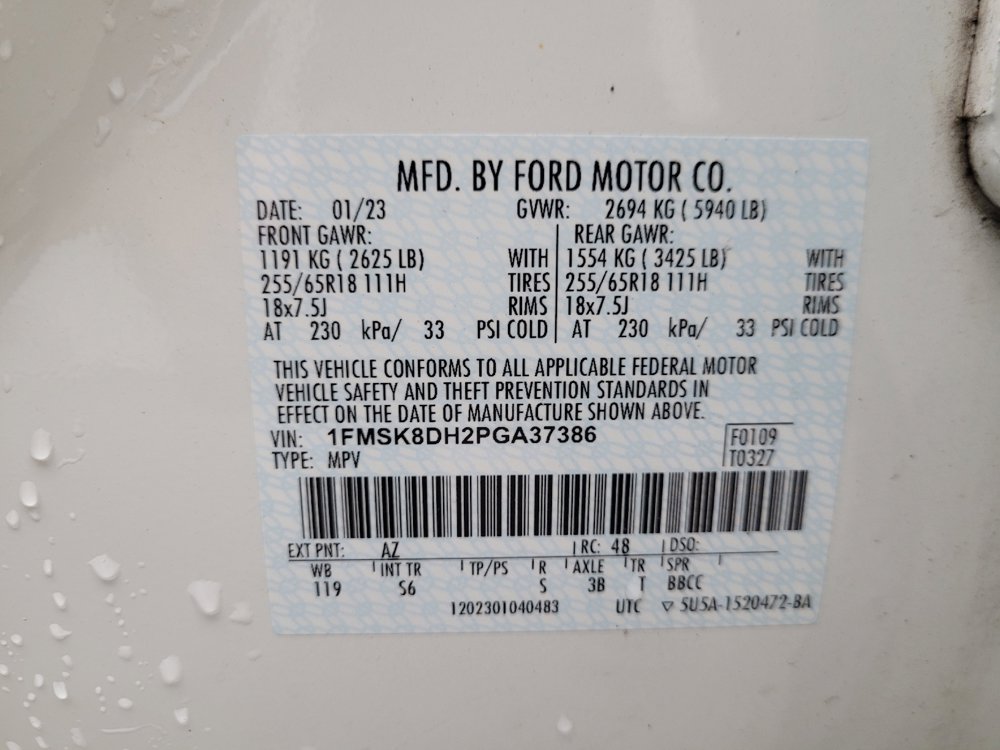 MFD. BY FORD MOTOR CO.
DATE: 01/23 GVWR: 2694 KG ( 5940 LB)
FRONT GAWR: REAR GAWR:
1191 KG ( 2625 LB) WITH 1554 KG ( 3425 LB) WITH
255/65R18 111H TIRES 255/65R18 111H TIRES
18x7.5J RIMS 18x7.5J RIMS
AT 230 kPa/ 33 PSI COLD AT 230 kPa/ 33 PSI COLD
THIS VEHICLE CONFORMS TO ALL APPLICABLE FEDERAL MOTOR
VEHICLE SAFETY AND THEFT PREVENTION STANDARDS IN
EFFECT ON THE DATE OF MANUFACTURE SHOWN ABOVE.
VIN: 1FMSK8DH2PGA37386 F0109
TYPE: MPV T0327
EXT PNT: AZ RC: 48 DSO:
WB INT TR TP/PS R AXLE TR SPR
119 S6 S 3B T BBCC
1202301040483 UTC ▽ 5U5A-1520472-BA